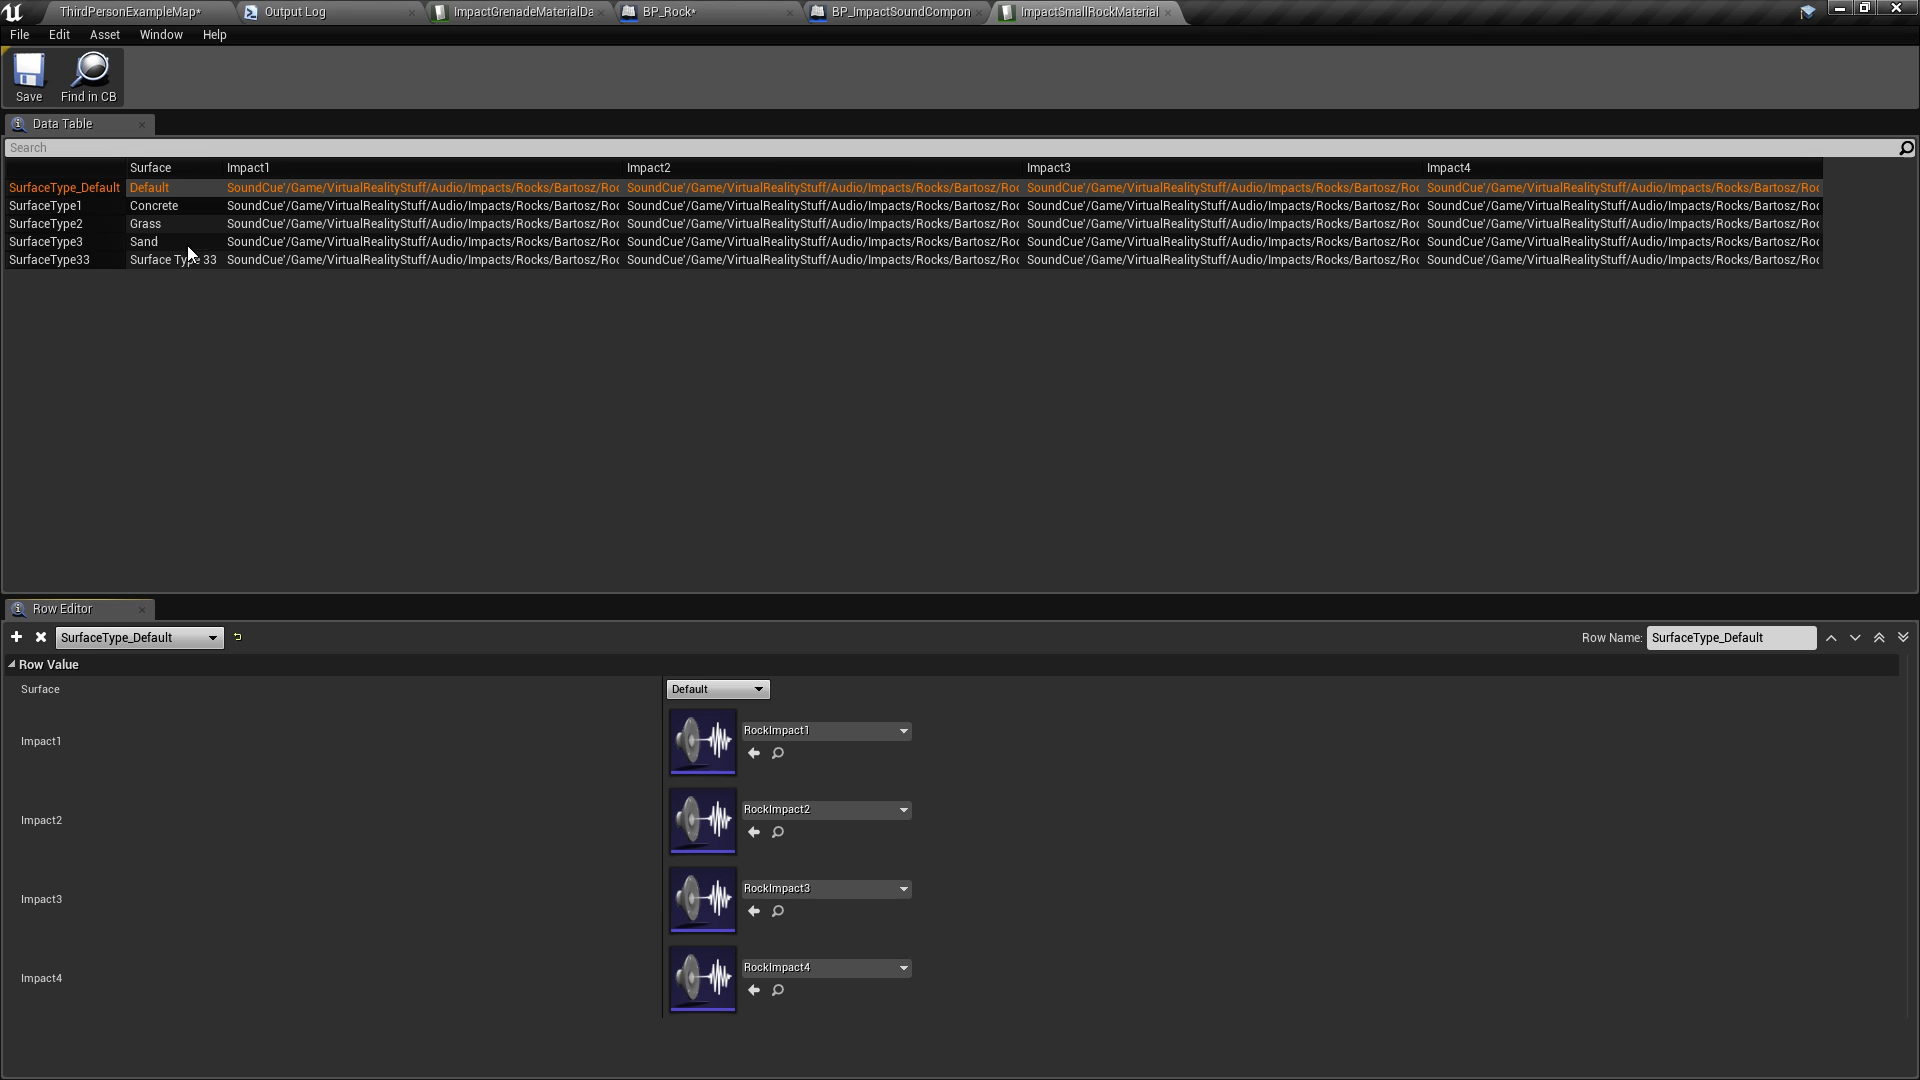 ThirdPersonExampleMap* Output Log ImpactGrenadeMaterialDa BP_Rock* BP_ImpactSoundCompon ImpactSmallRockMaterial
File Edit Asset Window Help
Save Find in CB
Data Table
Search
Surface Impact1 Impact2 Impact3 Impact4
SurfaceType_Default Default SoundCue'/Game/VirtualRealityStuff/Audio/Impacts/Rocks/Bartosz/Roc SoundCue'/Game/VirtualRealityStuff/Audio/Impacts/Rocks/Bartosz/Roc SoundCue'/Game/VirtualRealityStuff/Audio/Impacts/Rocks/Bartosz/Roc SoundCue'/Game/VirtualRealityStuff/Audio/Impacts/Rocks/Bartosz/Roc
SurfaceType1 Concrete SoundCue'/Game/VirtualRealityStuff/Audio/Impacts/Rocks/Bartosz/Roc SoundCue'/Game/VirtualRealityStuff/Audio/Impacts/Rocks/Bartosz/Roc SoundCue'/Game/VirtualRealityStuff/Audio/Impacts/Rocks/Bartosz/Roc SoundCue'/Game/VirtualRealityStuff/Audio/Impacts/Rocks/Bartosz/Roc
SurfaceType2 Grass SoundCue'/Game/VirtualRealityStuff/Audio/Impacts/Rocks/Bartosz/Roc SoundCue'/Game/VirtualRealityStuff/Audio/Impacts/Rocks/Bartosz/Roc SoundCue'/Game/VirtualRealityStuff/Audio/Impacts/Rocks/Bartosz/Roc SoundCue'/Game/VirtualRealityStuff/Audio/Impacts/Rocks/Bartosz/Roc
SurfaceType3 Sand SoundCue'/Game/VirtualRealityStuff/Audio/Impacts/Rocks/Bartosz/Roc SoundCue'/Game/VirtualRealityStuff/Audio/Impacts/Rocks/Bartosz/Roc SoundCue'/Game/VirtualRealityStuff/Audio/Impacts/Rocks/Bartosz/Roc SoundCue'/Game/VirtualRealityStuff/Audio/Impacts/Rocks/Bartosz/Roc
SurfaceType33 Surface Type 33 SoundCue'/Game/VirtualRealityStuff/Audio/Impacts/Rocks/Bartosz/Roc SoundCue'/Game/VirtualRealityStuff/Audio/Impacts/Rocks/Bartosz/Roc SoundCue'/Game/VirtualRealityStuff/Audio/Impacts/Rocks/Bartosz/Roc SoundCue'/Game/VirtualRealityStuff/Audio/Impacts/Rocks/Bartosz/Roc
Row Editor
SurfaceType_Default Row Name: SurfaceType_Default
Row Value
Surface Default
Impact1 RockImpact1
Impact2 RockImpact2
Impact3 RockImpact3
Impact4 RockImpact4